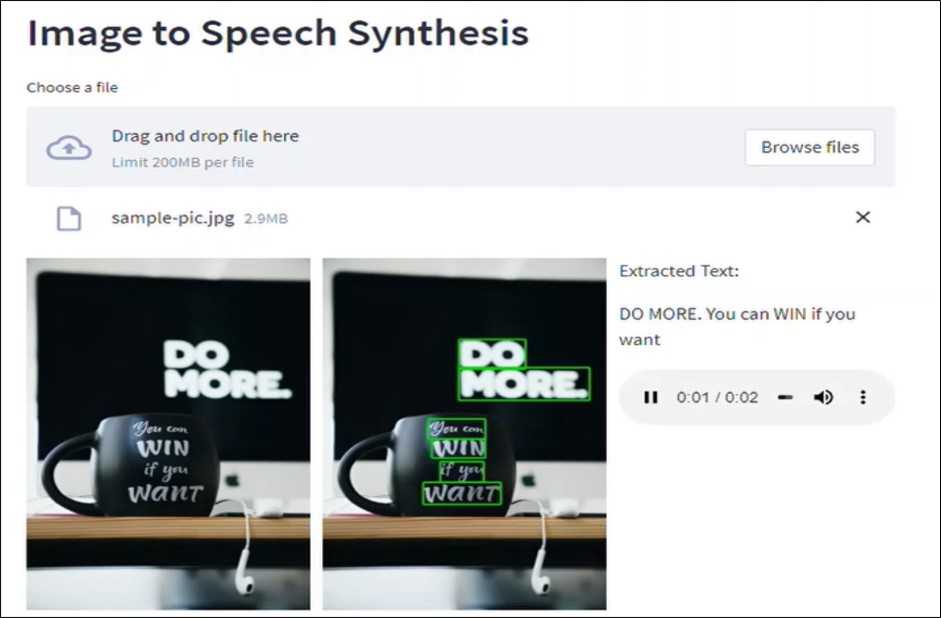 Image to Speech Synthesis
Choose a file
Drag and drop file here
Limit 200MB per file
Browse files
sample-pic.jpg 2.9MB
DO
MORE.
You can
WIN
if you
WANT
DO
MORE.
You can
WIN
if you
WANT
Extracted Text:
DO MORE. You can WIN if you
want
0:01 / 0:02